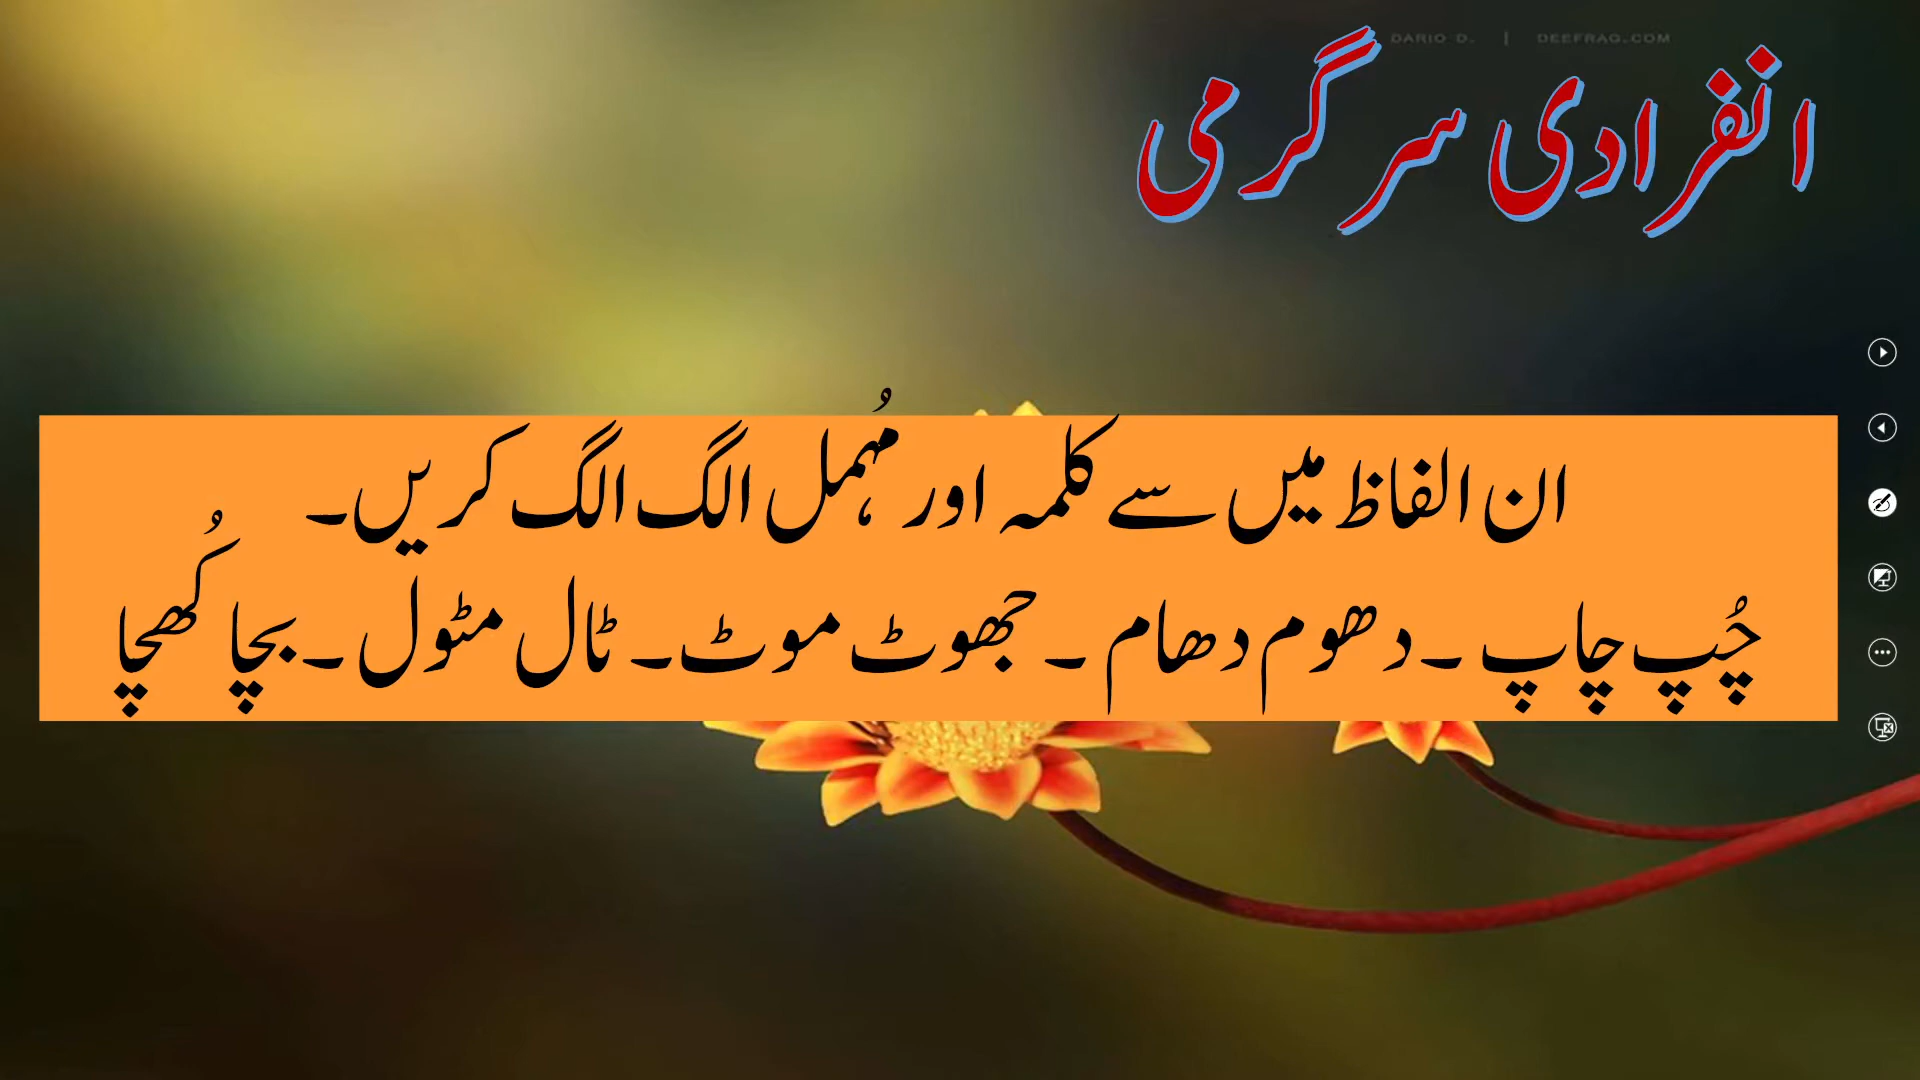 DARIO D. | DEEFRAG.COM
انفرادی سرگرمی
ان الفاظ میں سے کلمہ اور مُہمل الگ الگ کریں۔
چُپ چاپ ۔ دھوم دھام ۔ جھوٹ موٹ۔ ٹال مٹول ۔ بچا کُھچا